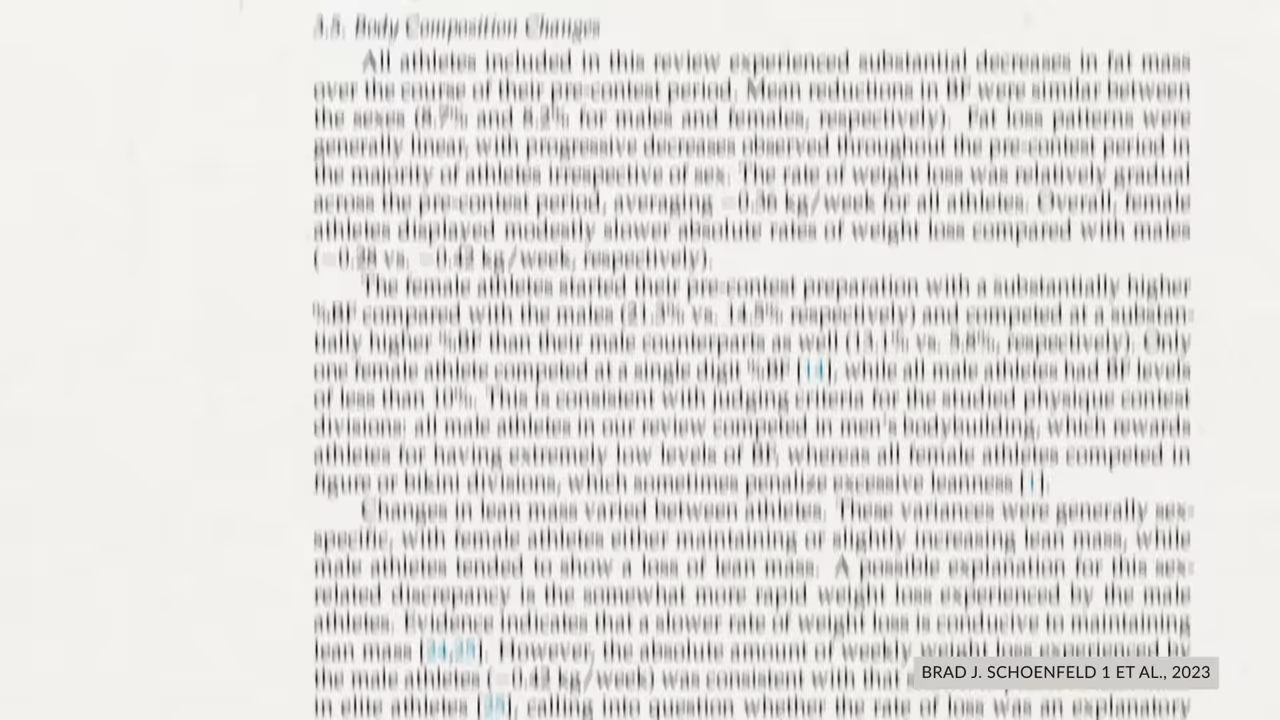 3.5. Body Composition Changes
All athletes included in this review experienced substantial decreases in fat mass
over the course of their pre-contest period. Mean reductions in BF were similar between
the sexes (8.7% and 8.3% for males and females, respectively). Fat loss patterns were
generally linear, with progressive decreases observed throughout the pre-contest period in
the majority of athletes irrespective of sex. The rate of weight loss was relatively gradual
across the pre-contest period, averaging −0.36 kg/week for all athletes. Overall, female
athletes displayed modestly slower absolute rates of weight loss compared with males
(−0.28 vs. −0.43 kg/week, respectively).
The female athletes started their pre-contest preparation with a substantially higher
%BF compared with the males (21.3% vs. 14.5% respectively) and competed at a substan-
tially higher %BF than their male counterparts as well (13.1% vs. 5.8%, respectively). Only
one female athlete competed at a single digit %BF [14], while all male athletes had BF levels
of less than 10%. This is consistent with judging criteria for the studied physique contest
divisions: all male athletes in our review competed in men's bodybuilding, which rewards
athletes for having extremely low levels of BF, whereas all female athletes competed in
figure or bikini divisions, which sometimes penalize excessive leanness [1].
Changes in lean mass varied between athletes. These variances were generally sex-
specific, with female athletes either maintaining or slightly increasing lean mass, while
male athletes tended to show a loss of lean mass. A possible explanation for this sex-
related discrepancy is the somewhat more rapid weight loss experienced by the male
athletes. Evidence indicates that a slower rate of weight loss is conducive to maintaining
lean mass [34,35]. However, the absolute amount of weekly weight loss experienced by
the male athletes (−0.43 kg/week) was consistent with that
in elite athletes [35], calling into question whether the rate of loss was an explanatory
BRAD J. SCHOENFELD 1 ET AL., 2023